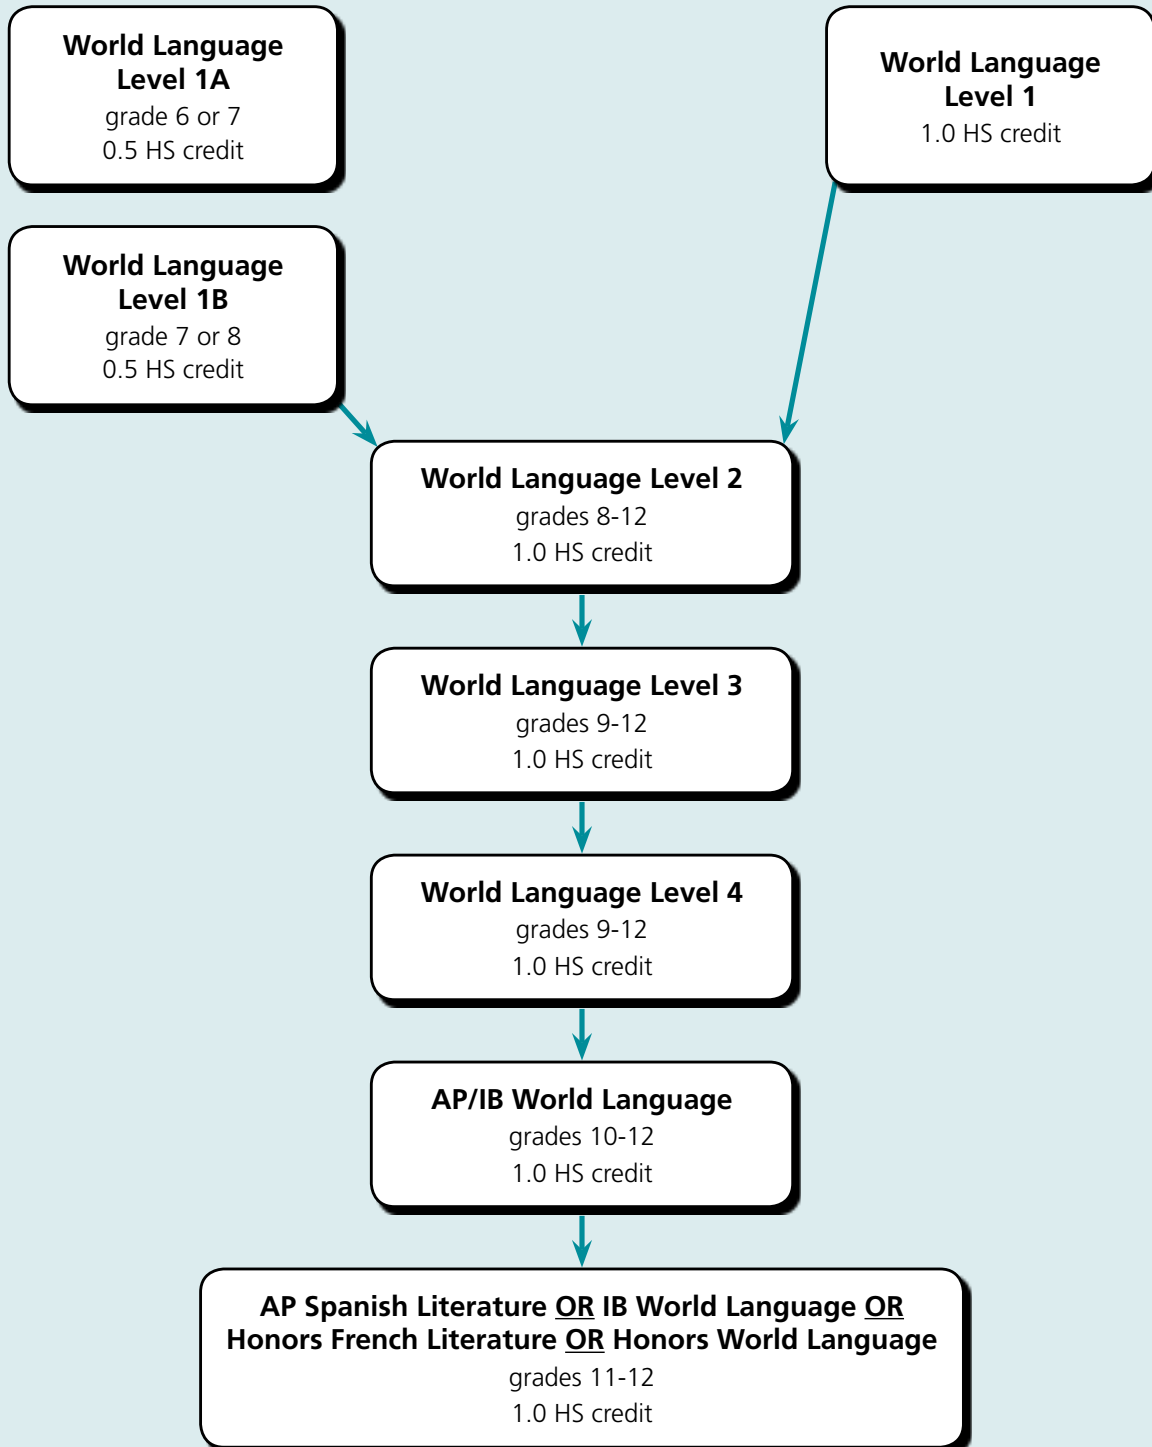 World Language
Level 1A
grade 6 or 7
0.5 HS credit
World Language
Level 1
1.0 HS credit
World Language
Level 1B
grade 7 or 8
0.5 HS credit
World Language Level 2
grades 8-12
1.0 HS credit
World Language Level 3
grades 9-12
1.0 HS credit
World Language Level 4
grades 9-12
1.0 HS credit
AP/IB World Language
grades 10-12
1.0 HS credit
AP Spanish Literature OR IB World Language OR
Honors French Literature OR Honors World Language
grades 11-12
1.0 HS credit